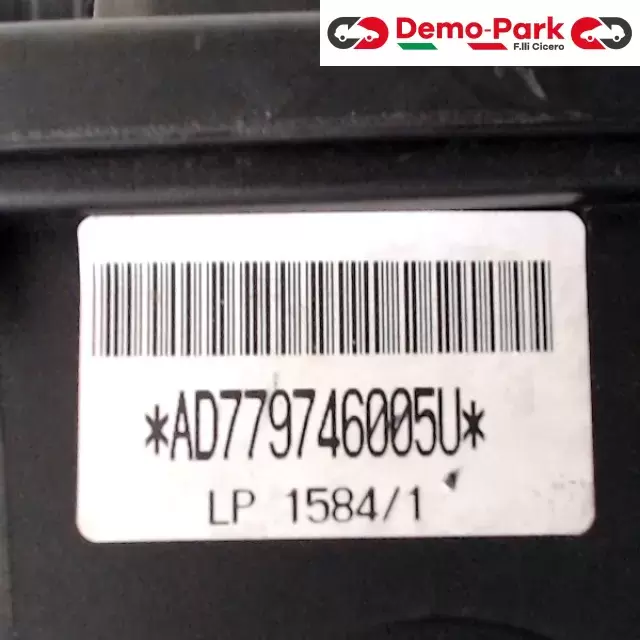 Demo-Park
F.lli Cicero
*AD779746005U*
LP 1584/1